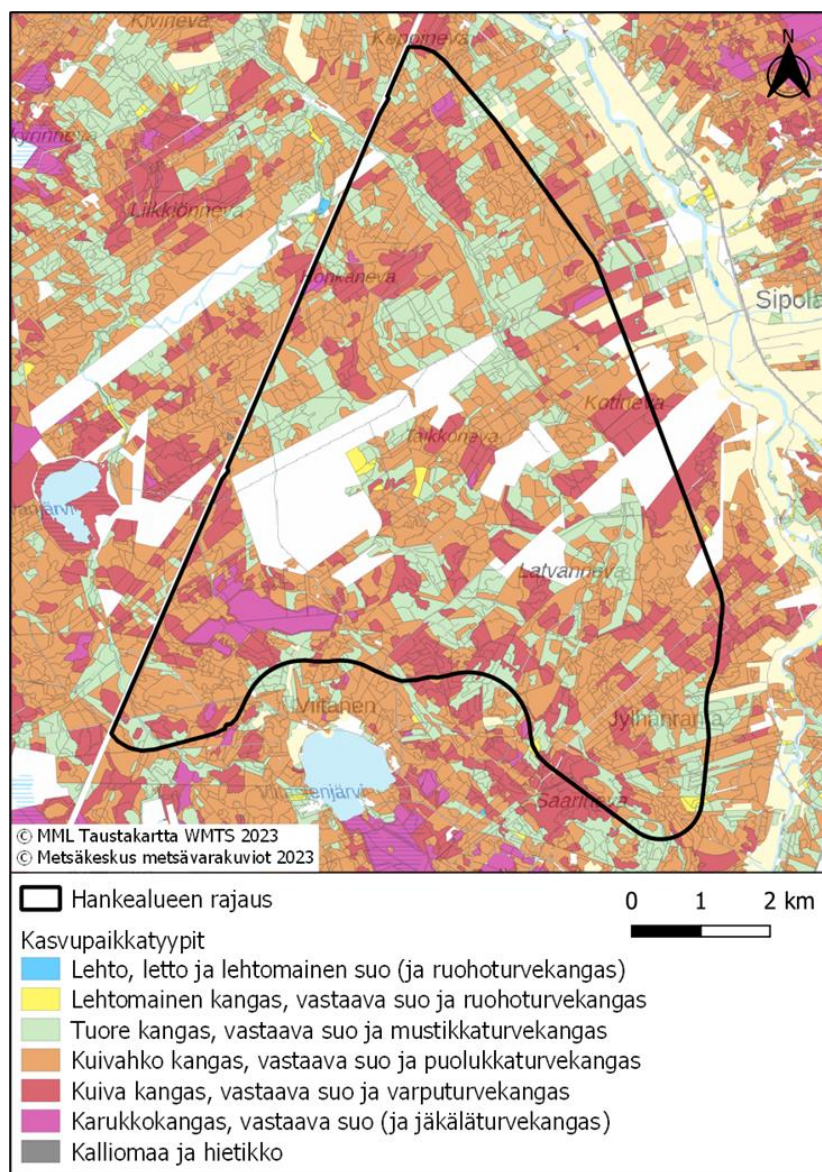 Kivineva
Keppineva
N
Liikkiönneva
Honkaneva
Sipola
Kotineva
Taikkoneva
Latvanneva
Viitanen
Jylhänranta
Saarineva
© MML Taustakartta WMTS 2023
© Metsäkeskus metsävarakuviot 2023
Hankealueen rajaus
0 1 2 km
Kasvupaikkatyypit
Lehto, letto ja lehtomainen suo (ja ruohoturvekangas)
Lehtomainen kangas, vastaava suo ja ruohoturvekangas
Tuore kangas, vastaava suo ja mustikkaturvekangas
Kuivahko kangas, vastaava suo ja puolukkaturvekangas
Kuiva kangas, vastaava suo ja varputurvekangas
Karukkokangas, vastaava suo (ja jäkäläturvekangas)
Kalliomaa ja hietikko